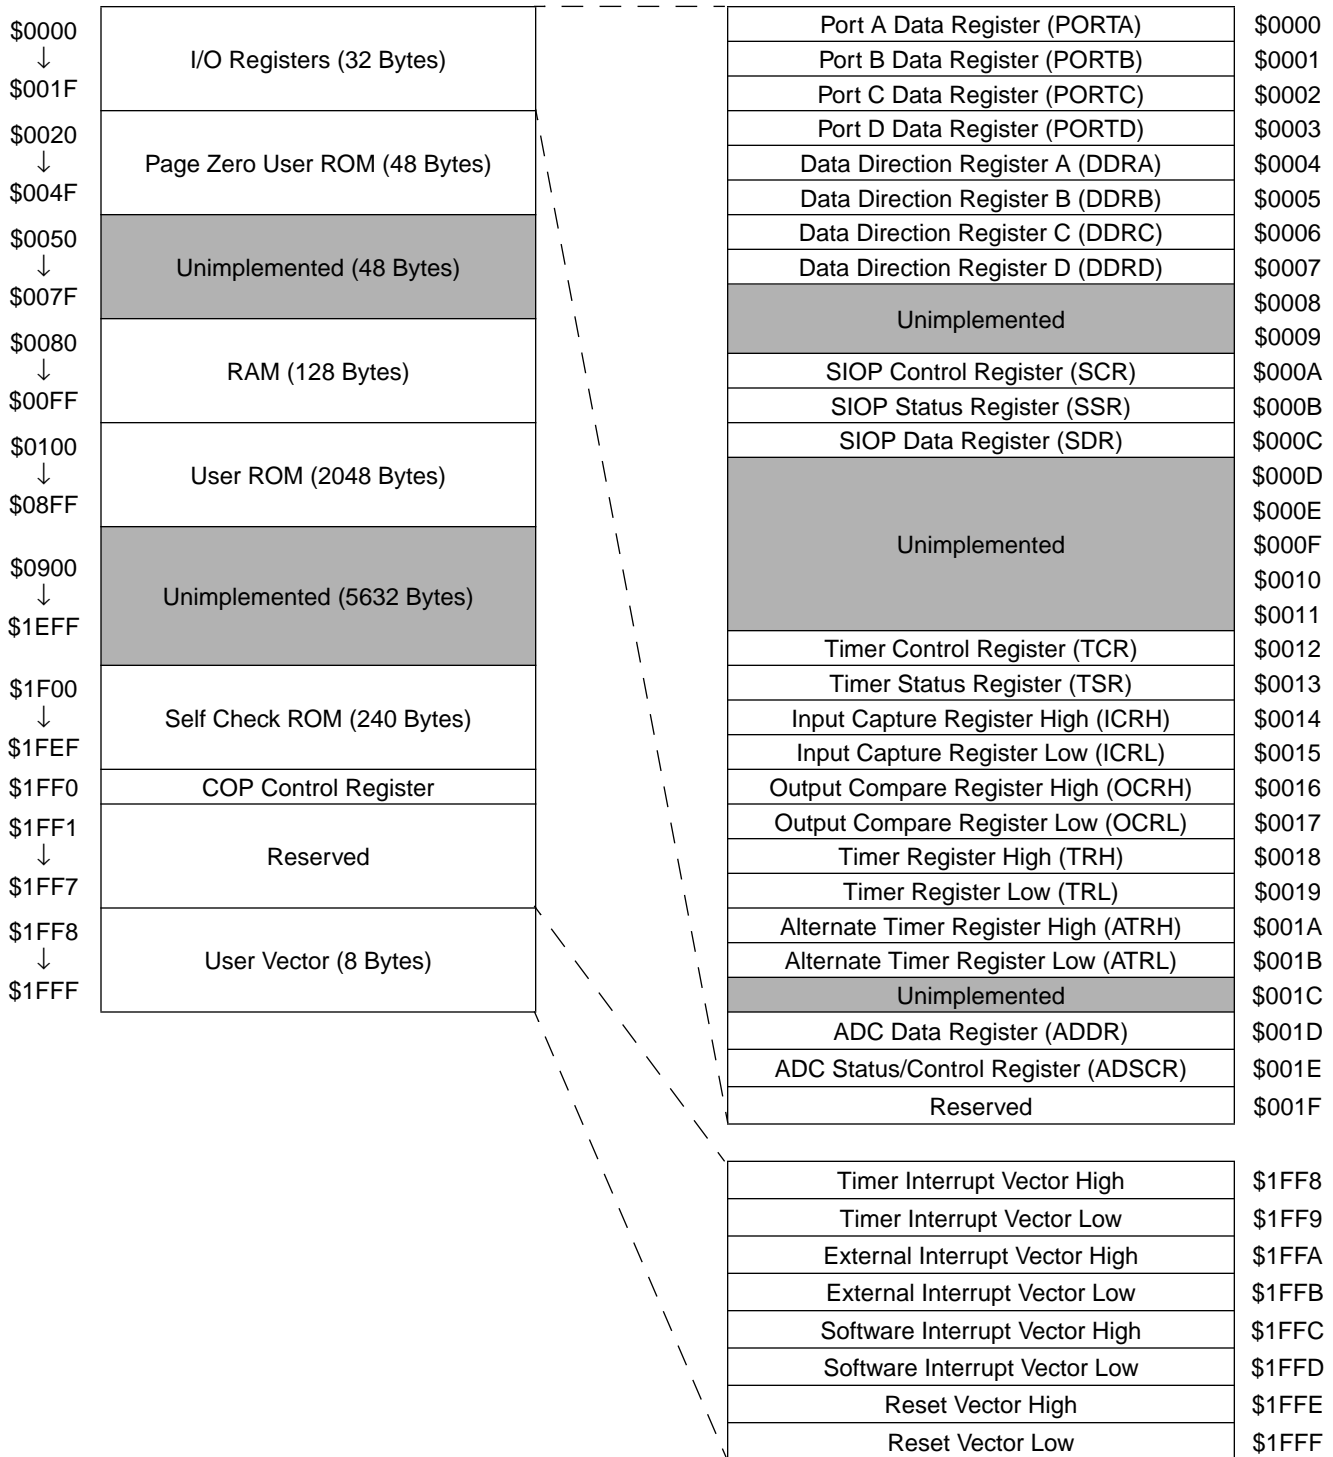 $0000
↓
$001F
I/O Registers (32 Bytes)
$0020
↓
$004F
Page Zero User ROM (48 Bytes)
$0050
↓
$007F
Unimplemented (48 Bytes)
$0080
↓
$00FF
RAM (128 Bytes)
$0100
↓
$08FF
User ROM (2048 Bytes)
$0900
↓
$1EFF
Unimplemented (5632 Bytes)
$1F00
↓
$1FEF
Self Check ROM (240 Bytes)
$1FF0
COP Control Register
$1FF1
↓
$1FF7
Reserved
$1FF8
↓
$1FFF
User Vector (8 Bytes)
Port A Data Register (PORTA) $0000
Port B Data Register (PORTB) $0001
Port C Data Register (PORTC) $0002
Port D Data Register (PORTD) $0003
Data Direction Register A (DDRA) $0004
Data Direction Register B (DDRB) $0005
Data Direction Register C (DDRC) $0006
Data Direction Register D (DDRD) $0007
Unimplemented
$0008
$0009
SIOP Control Register (SCR) $000A
SIOP Status Register (SSR) $000B
SIOP Data Register (SDR) $000C
Unimplemented
$000D
$000E
$000F
$0010
$0011
Timer Control Register (TCR) $0012
Timer Status Register (TSR) $0013
Input Capture Register High (ICRH) $0014
Input Capture Register Low (ICRL) $0015
Output Compare Register High (OCRH) $0016
Output Compare Register Low (OCRL) $0017
Timer Register High (TRH) $0018
Timer Register Low (TRL) $0019
Alternate Timer Register High (ATRH) $001A
Alternate Timer Register Low (ATRL) $001B
Unimplemented $001C
ADC Data Register (ADDR) $001D
ADC Status/Control Register (ADSCR) $001E
Reserved $001F
Timer Interrupt Vector High $1FF8
Timer Interrupt Vector Low $1FF9
External Interrupt Vector High $1FFA
External Interrupt Vector Low $1FFB
Software Interrupt Vector High $1FFC
Software Interrupt Vector Low $1FFD
Reset Vector High $1FFE
Reset Vector Low $1FFF